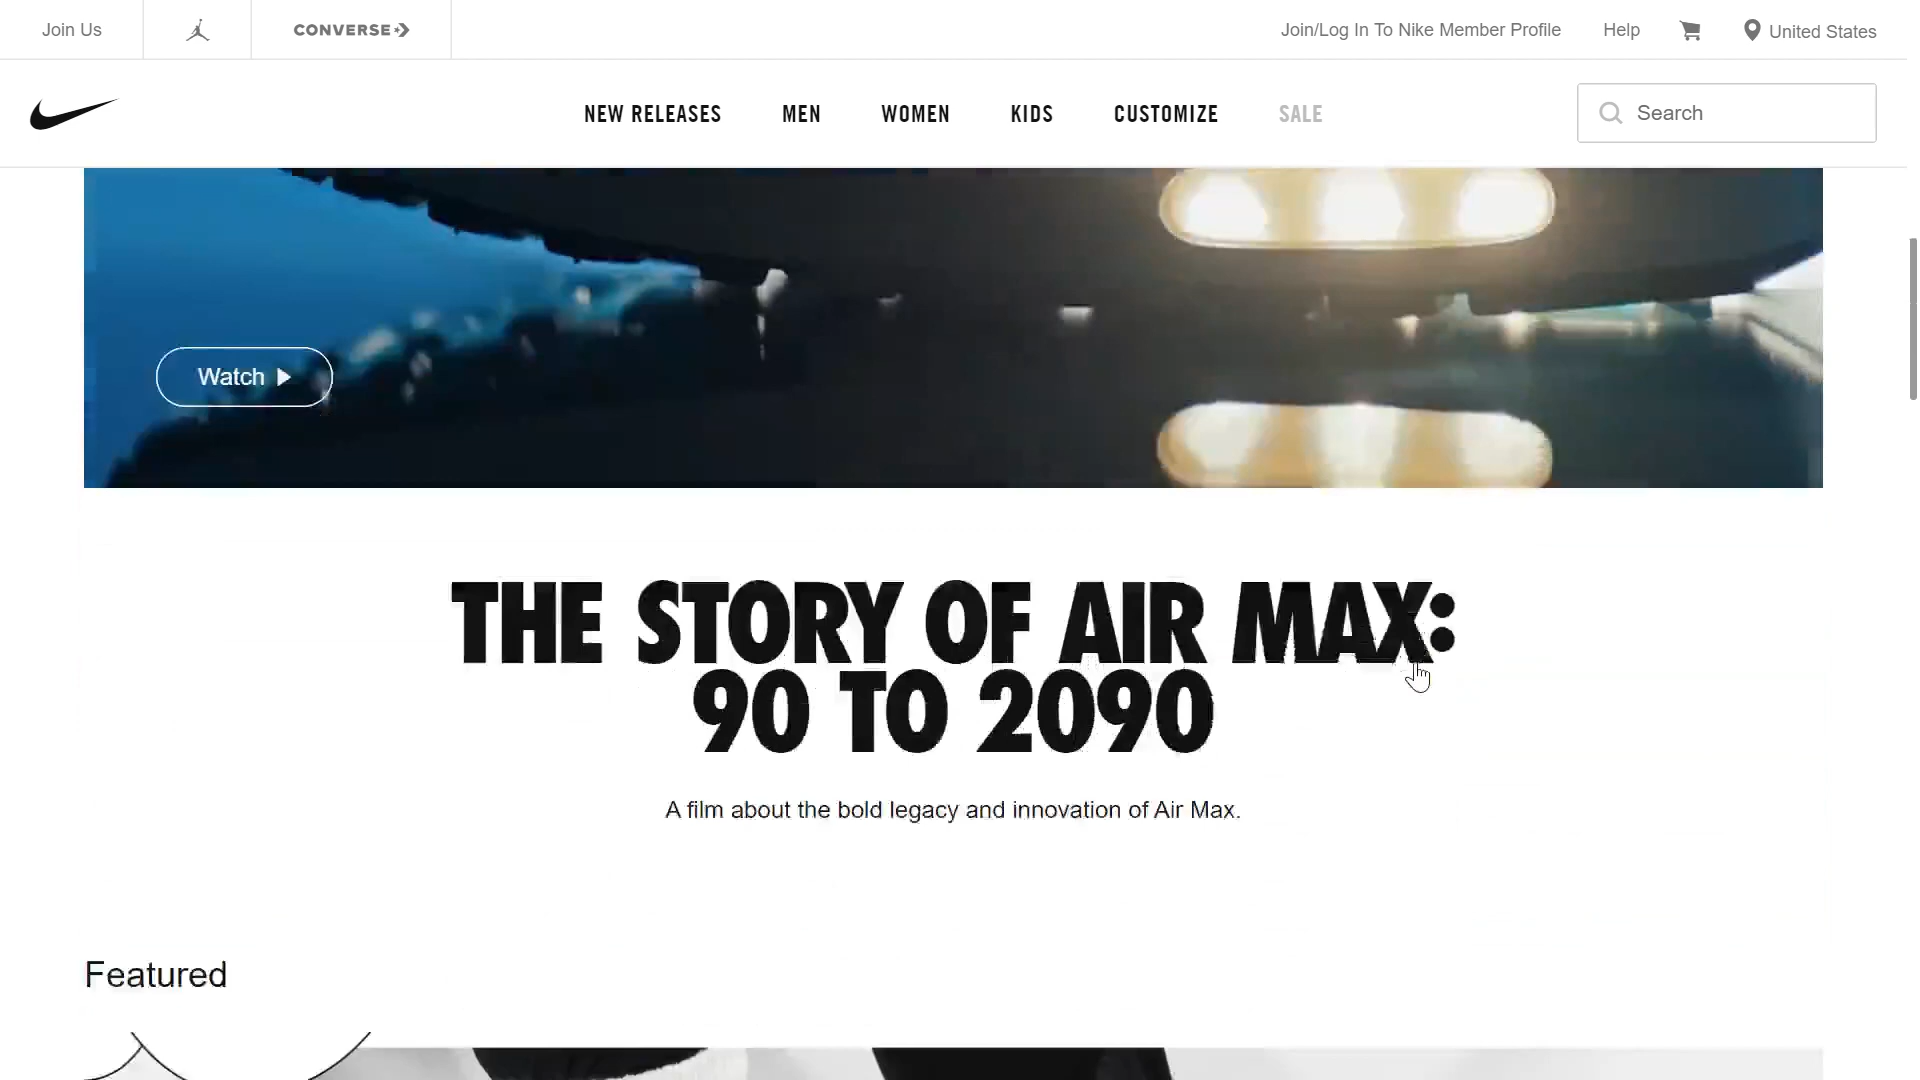 Join Us
CONVERSE
Join/Log In To Nike Member Profile
Help
United States
NEW RELEASES
MEN
WOMEN
KIDS
CUSTOMIZE
SALE
Search
Watch
THE STORY OF AIR MAX:
90 TO 2090
A film about the bold legacy and innovation of Air Max.
Featured